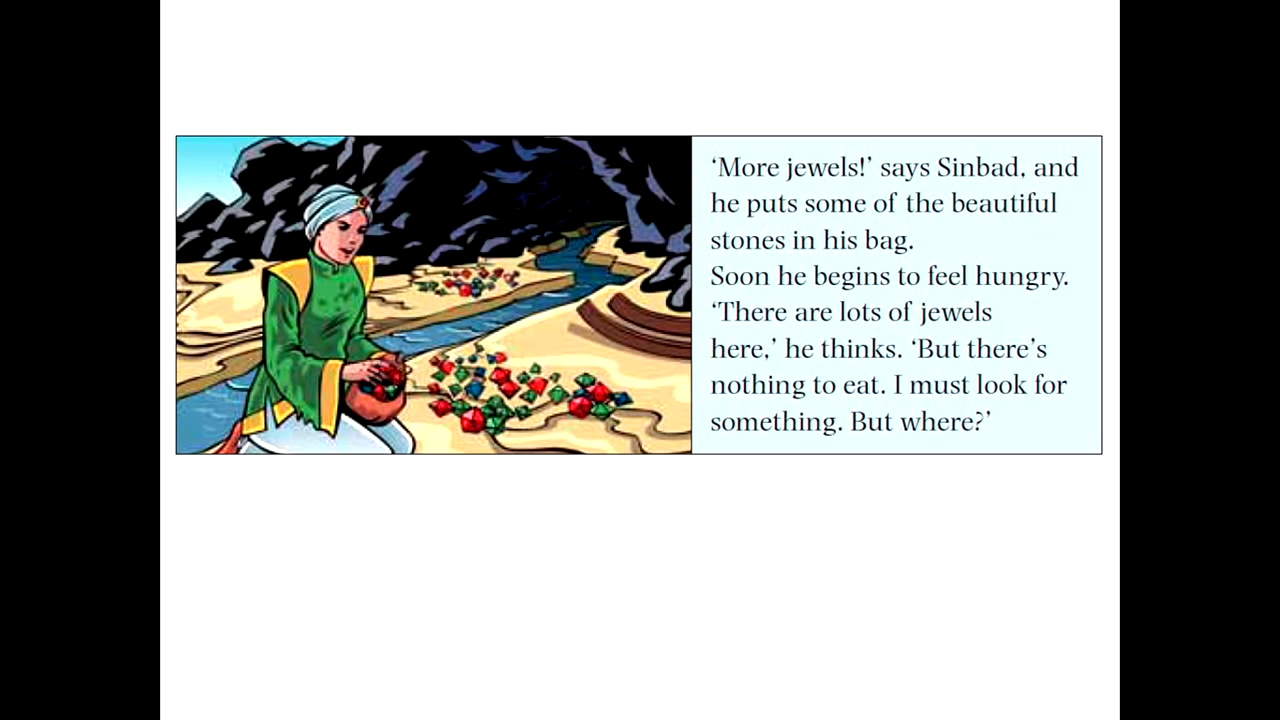 ‘More jewels!’ says Sinbad, and
he puts some of the beautiful
stones in his bag.
Soon he begins to feel hungry.
‘There are lots of jewels
here,’ he thinks. ‘But there’s
nothing to eat. I must look for
something. But where?’